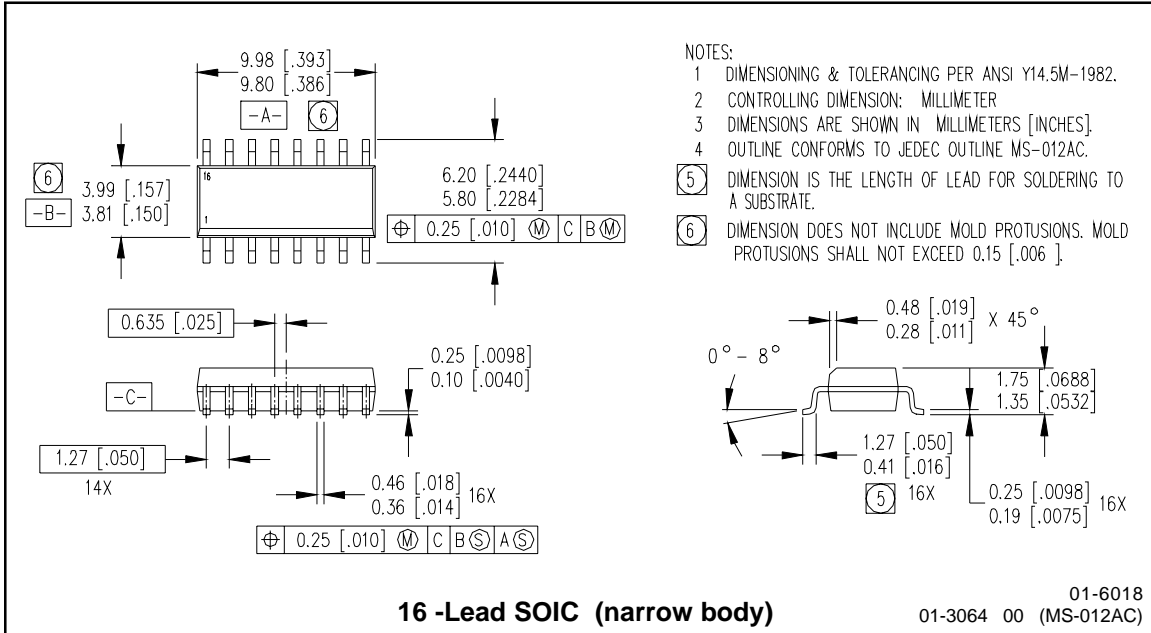 9.98 [.393]
9.80 [.386]
-A- 6
6
3.99 [.157]
3.81 [.150]
-B-
16
1
6.20 [.2440]
5.80 [.2284]
⌖ 0.25 [.010] Ⓜ C B Ⓜ
NOTES:
1 DIMENSIONING & TOLERANCING PER ANSI Y14.5M-1982.
2 CONTROLLING DIMENSION: MILLIMETER
3 DIMENSIONS ARE SHOWN IN MILLIMETERS [INCHES].
4 OUTLINE CONFORMS TO JEDEC OUTLINE MS-012AC.
5 DIMENSION IS THE LENGTH OF LEAD FOR SOLDERING TO
A SUBSTRATE.
6 DIMENSION DOES NOT INCLUDE MOLD PROTUSIONS. MOLD
PROTUSIONS SHALL NOT EXCEED 0.15 [.006 ].
0.635 [.025]
-C-
0.25 [.0098]
0.10 [.0040]
1.27 [.050]
14X
0.46 [.018]
0.36 [.014]
16X
⌖ 0.25 [.010] Ⓜ C B Ⓢ A Ⓢ
0.48 [.019]
0.28 [.011]
X 45°
0° - 8°
1.75 [.0688]
1.35 [.0532]
1.27 [.050]
0.41 [.016]
5 16X
0.25 [.0098]
0.19 [.0075]
16X
16 -Lead SOIC (narrow body)
01-6018
01-3064 00 (MS-012AC)